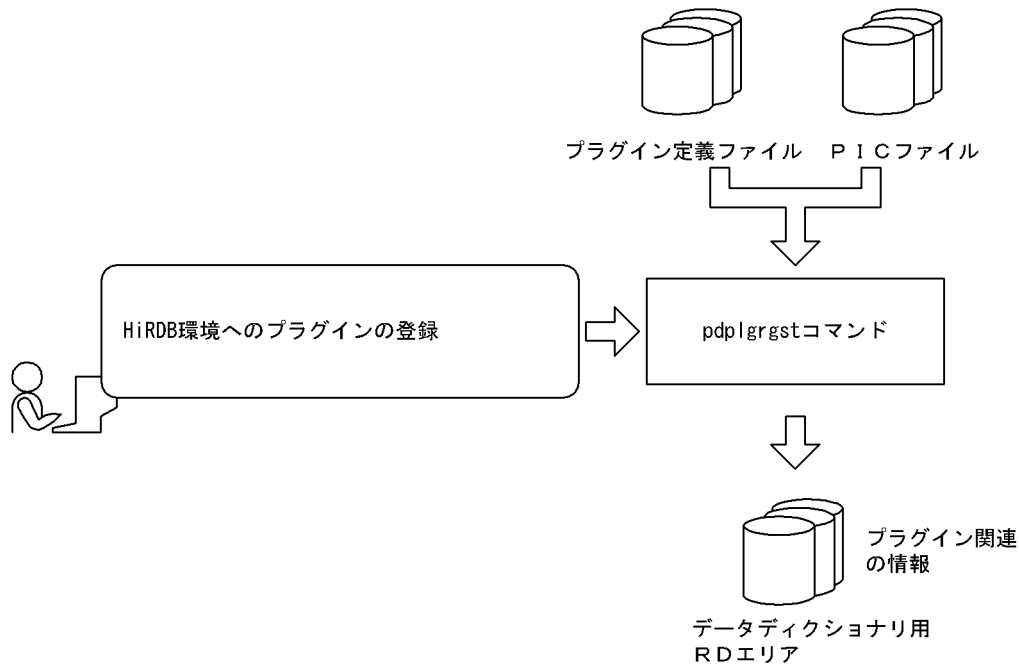 プラグイン定義ファイル ＰＩＣファイル
HiRDB環境へのプラグインの登録
pdplgrgstコマンド
プラグイン関連
の情報
データディクショナリ用
ＲＤエリア